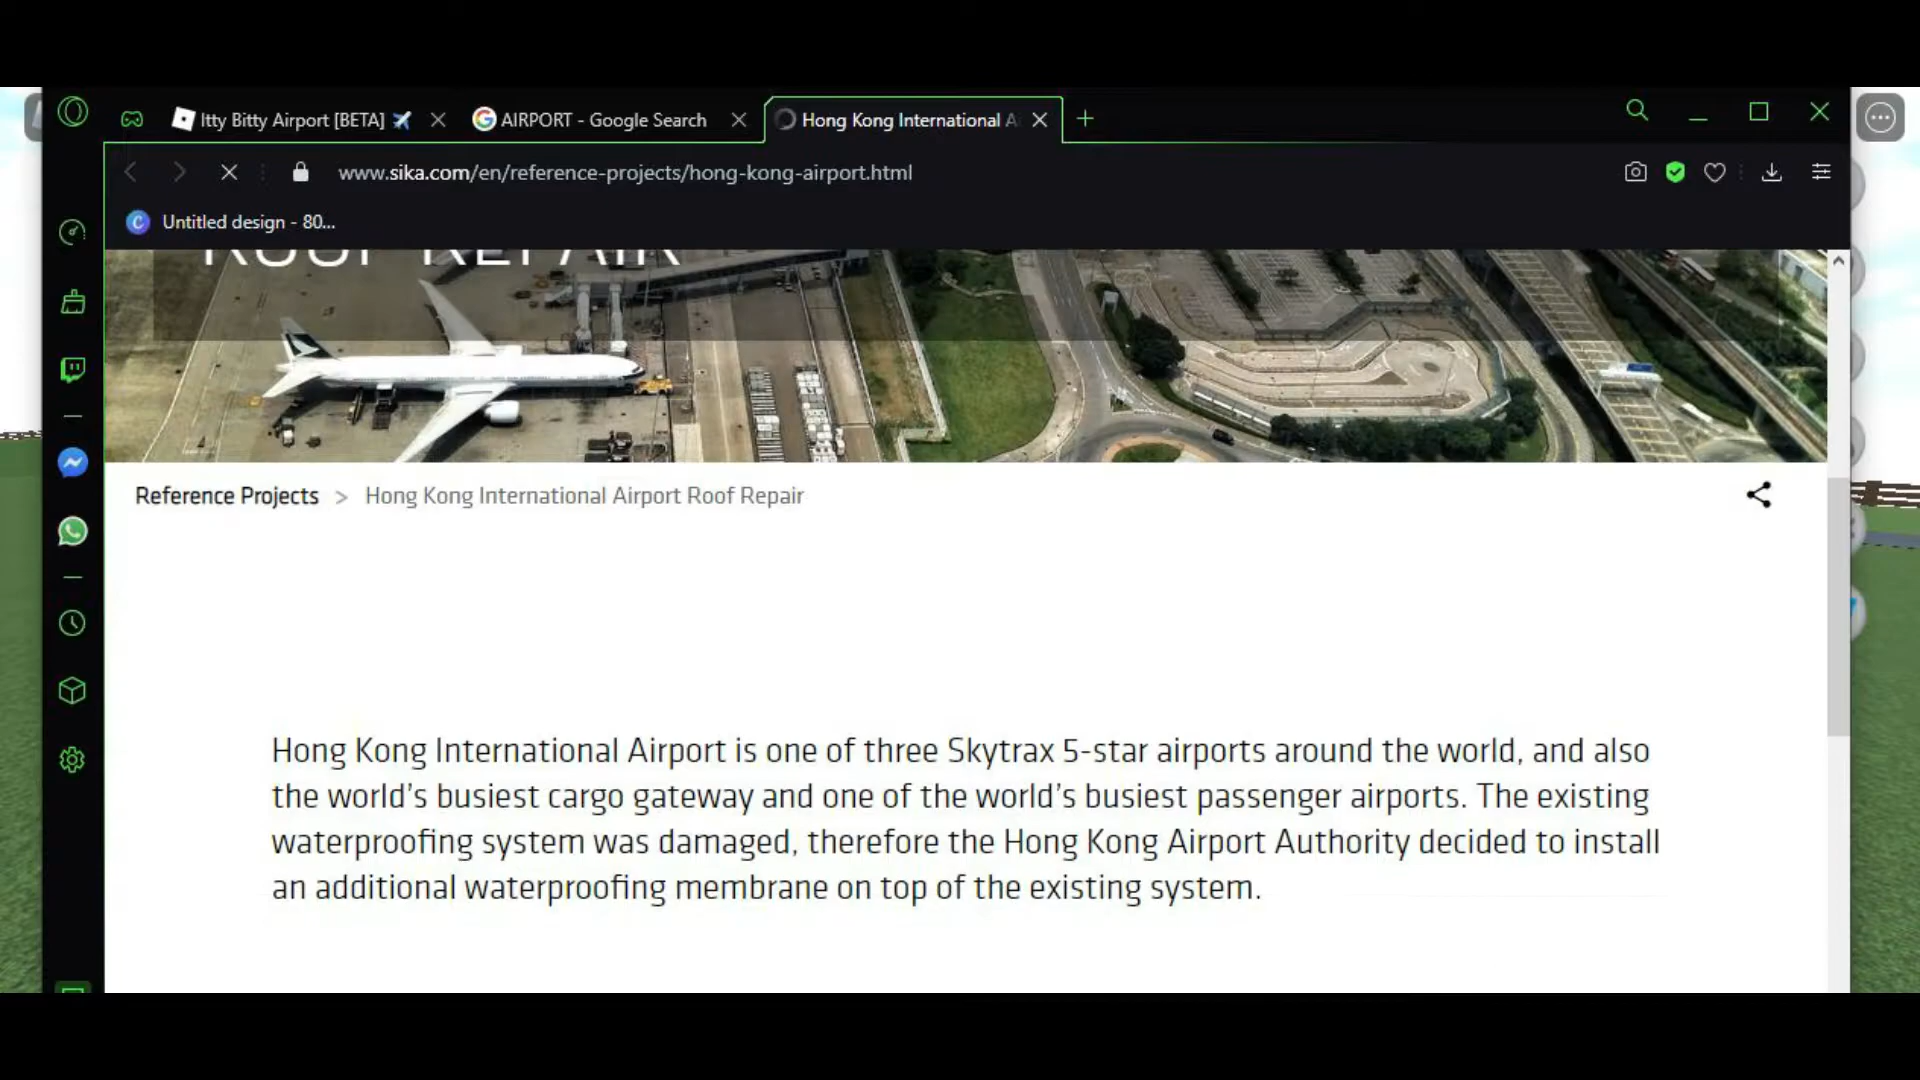 Itty Bitty Airport [BETA]
AIRPORT - Google Search
Hong Kong International A
www.sika.com/en/reference-projects/hong-kong-airport.html
Untitled design - 80...
ROOF REPAIR
Reference Projects > Hong Kong International Airport Roof Repair
Hong Kong International Airport is one of three Skytrax 5-star airports around the world, and also
the world’s busiest cargo gateway and one of the world’s busiest passenger airports. The existing
waterproofing system was damaged, therefore the Hong Kong Airport Authority decided to install
an additional waterproofing membrane on top of the existing system.